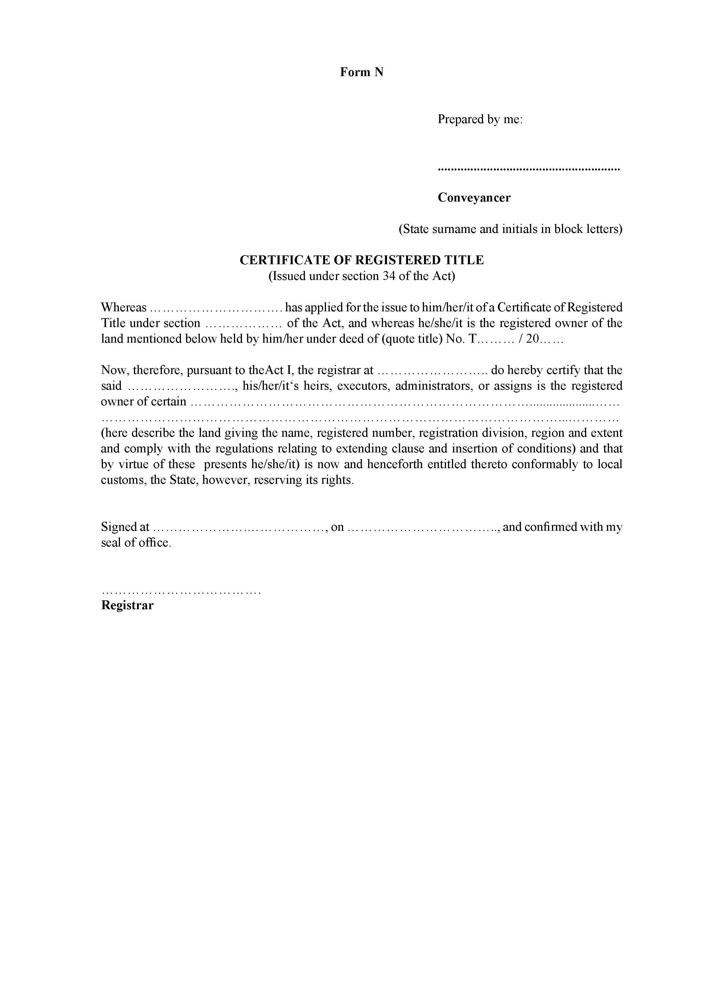 Form N
Prepared by me:
........................................................
Conveyancer
(State surname and initials in block letters)
CERTIFICATE OF REGISTERED TITLE
(Issued under section 34 of the Act)
Whereas …………………………. has applied for the issue to him/her/it of a Certificate of Registered
Title under section ……………… of the Act, and whereas he/she/it is the registered owner of the
land mentioned below held by him/her under deed of (quote title) No. T……… / 20……
Now, therefore, pursuant to theAct I, the registrar at …………………….. do hereby certify that the
said ……………………., his/her/it‘s heirs, executors, administrators, or assigns is the registered
owner of certain …………………………………………………………………….....................……
………………………………………………………………………………………………...…………
(here describe the land giving the name, registered number, registration division, region and extent
and comply with the regulations relating to extending clause and insertion of conditions) and that
by virtue of these  presents he/she/it) is now and henceforth entitled thereto conformably to local
customs, the State, however, reserving its rights.
Signed at ………………….………………, on …………………………….., and confirmed with my
seal of office.
……………………………….
Registrar